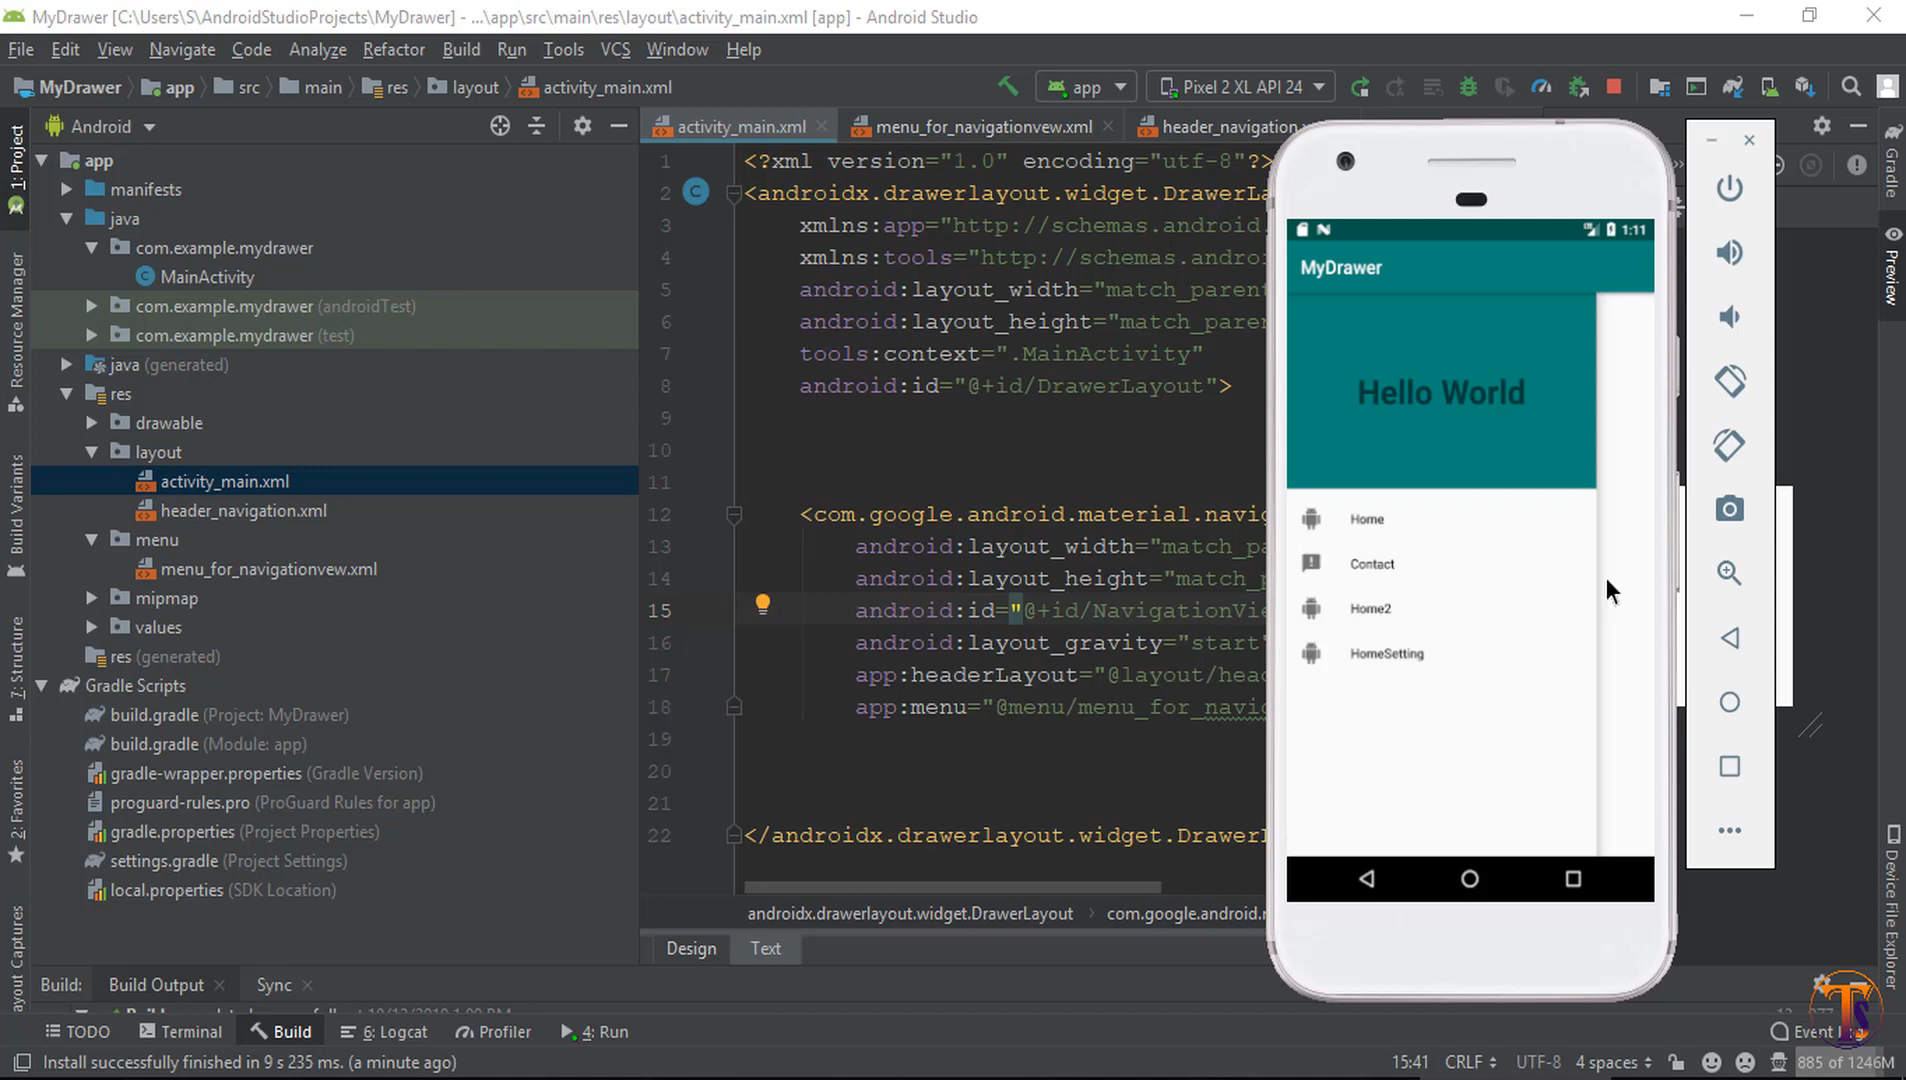 MyDrawer [C:\Users\S\AndroidStudioProjects\MyDrawer] - ...\app\src\main\res\layout\activity_main.xml [app] - Android Studio
File Edit View Navigate Code Analyze Refactor Build Run Tools VCS Window Help
MyDrawer app src main res layout activity_main.xml app Pixel 2 XL API 24
Android activity_main.xml menu_for_navigationvew.xml header_navigation
1: Project
Resource Manager
Build Variants
7: Structure
2: Favorites
Layout Captures
app
manifests
java
com.example.mydrawer
MainActivity
com.example.mydrawer (androidTest)
com.example.mydrawer (test)
java (generated)
res
drawable
layout
activity_main.xml
header_navigation.xml
menu
menu_for_navigationvew.xml
mipmap
values
res (generated)
Gradle Scripts
build.gradle (Project: MyDrawer)
build.gradle (Module: app)
gradle-wrapper.properties (Gradle Version)
proguard-rules.pro (ProGuard Rules for app)
gradle.properties (Project Properties)
settings.gradle (Project Settings)
local.properties (SDK Location)
1 <?xml version="1.0" encoding="utf-8"?>
2 <androidx.drawerlayout.widget.DrawerLa
3 xmlns:app="http://schemas.android.
4 xmlns:tools="http://schemas.andro
5 android:layout_width="match_parent
6 android:layout_height="match_pare
7 tools:context=".MainActivity"
8 android:id="@+id/DrawerLayout">
9
10
11
12 <com.google.android.material.navig
13 android:layout_width="match_pa
14 android:layout_height="match_p
15 android:id="@+id/NavigationVie
16 android:layout_gravity="start"
17 app:headerLayout="@layout/head
18 app:menu="@menu/menu_for_navig
19
20
21
22 </androidx.drawerlayout.widget.DrawerL
androidx.drawerlayout.widget.DrawerLayout com.google.android.
Design Text
1:11
MyDrawer
Hello World
Home
Contact
Home2
HomeSetting
Gradle
Preview
Device File Explorer
Build: Build Output Sync
TODO Terminal Build 6: Logcat Profiler 4: Run Event Log
Install successfully finished in 9 s 235 ms. (a minute ago) 15:41 CRLF UTF-8 4 spaces 885 of 1246M
TS